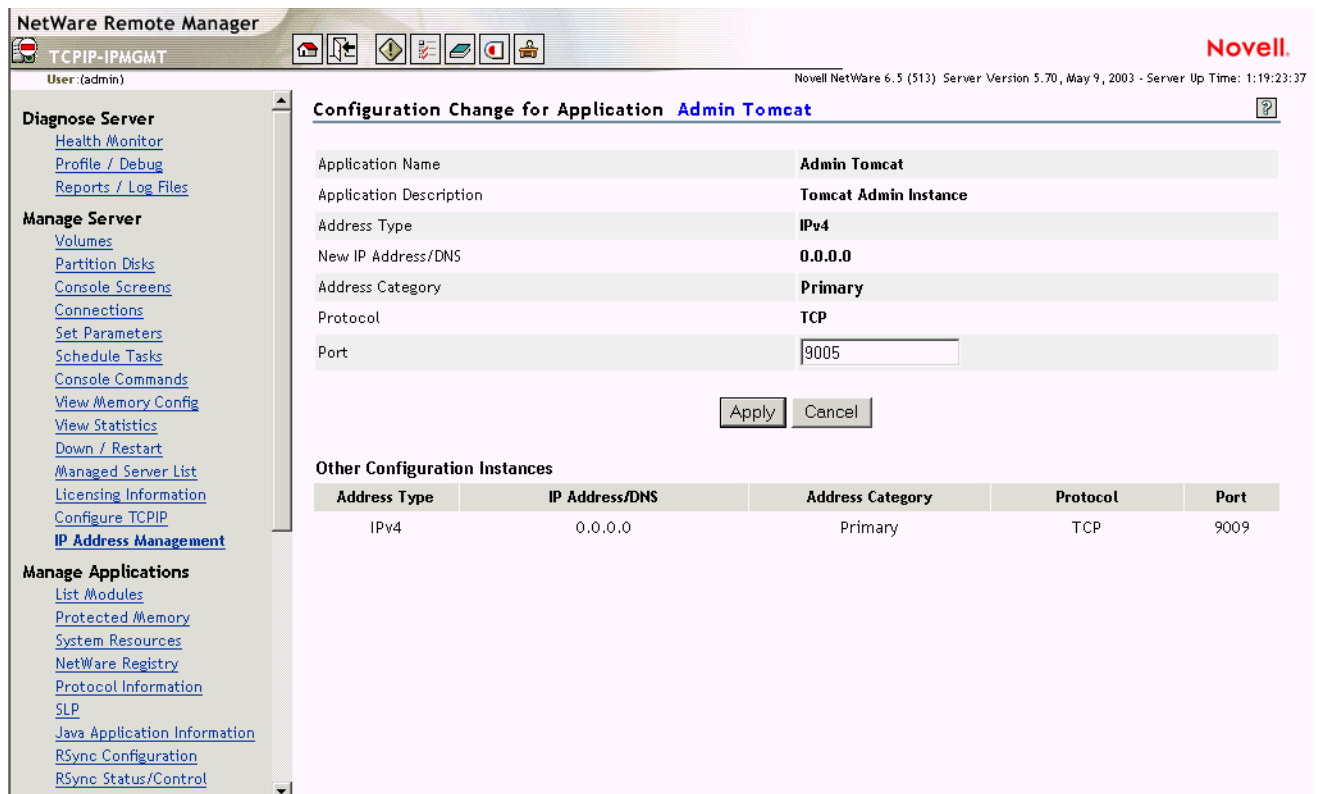 NetWare Remote Manager
TCPIP-IPMGMT
Novell.
User:(admin)
Novell NetWare 6.5 (513) Server Version 5.70, May 9, 2003 - Server Up Time: 1:19:23:37
Diagnose Server
Health Monitor
Profile / Debug
Reports / Log Files
Manage Server
Volumes
Partition Disks
Console Screens
Connections
Set Parameters
Schedule Tasks
Console Commands
View Memory Config
View Statistics
Down / Restart
Managed Server List
Licensing Information
Configure TCPIP
IP Address Management
Manage Applications
List Modules
Protected Memory
System Resources
NetWare Registry
Protocol Information
SLP
Java Application Information
RSync Configuration
RSync Status/Control
Configuration Change for Application Admin Tomcat
?
Application Name Admin Tomcat
Application Description Tomcat Admin Instance
Address Type IPv4
New IP Address/DNS 0.0.0.0
Address Category Primary
Protocol TCP
Port 9005
Apply Cancel
Other Configuration Instances
Address Type IP Address/DNS Address Category Protocol Port
IPv4 0.0.0.0 Primary TCP 9009